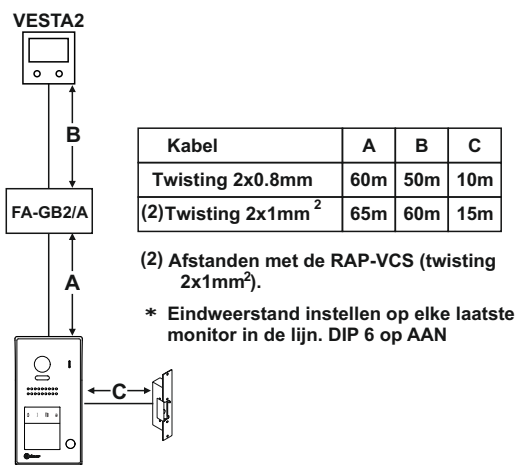 VESTA2
B
FA-GB2/A
A
C
Kabel A B C
Twisting 2x0.8mm 60m 50m 10m
(2)Twisting 2x1mm² 65m 60m 15m
(2) Afstanden met de RAP-VCS (twisting
2x1mm²).
* Eindweerstand instellen op elke laatste
monitor in de lijn. DIP 6 op AAN